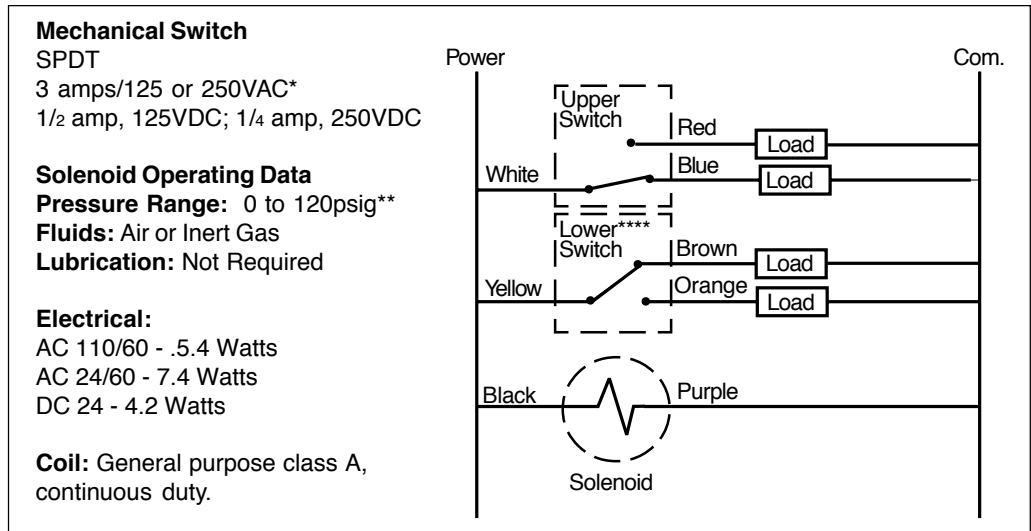 Mechanical Switch
SPDT
3 amps/125 or 250VAC*
1/2 amp, 125VDC; 1/4 amp, 250VDC
Solenoid Operating Data
Pressure Range: 0 to 120psig**
Fluids: Air or Inert Gas
Lubrication: Not Required
Electrical:
AC 110/60 - .5.4 Watts
AC 24/60 - 7.4 Watts
DC 24 - 4.2 Watts
Coil: General purpose class A,
continuous duty.
Power
Com.
Upper
Switch
Red
Load
White
Blue
Load
Lower****
Switch
Brown
Load
Yellow
Orange
Load
Black
Purple
Solenoid